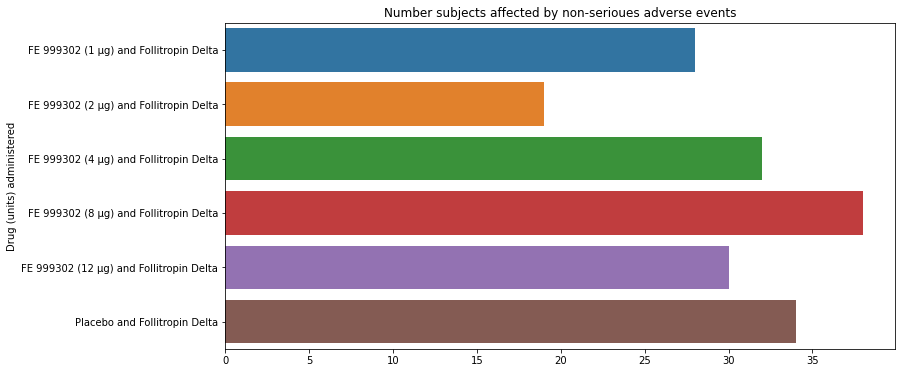 Number subjects affected by non-serioues adverse events
Drug (units) administered
FE 999302 (1 µg) and Follitropin Delta
FE 999302 (2 µg) and Follitropin Delta
FE 999302 (4 µg) and Follitropin Delta
FE 999302 (8 µg) and Follitropin Delta
FE 999302 (12 µg) and Follitropin Delta
Placebo and Follitropin Delta
0 5 10 15 20 25 30 35